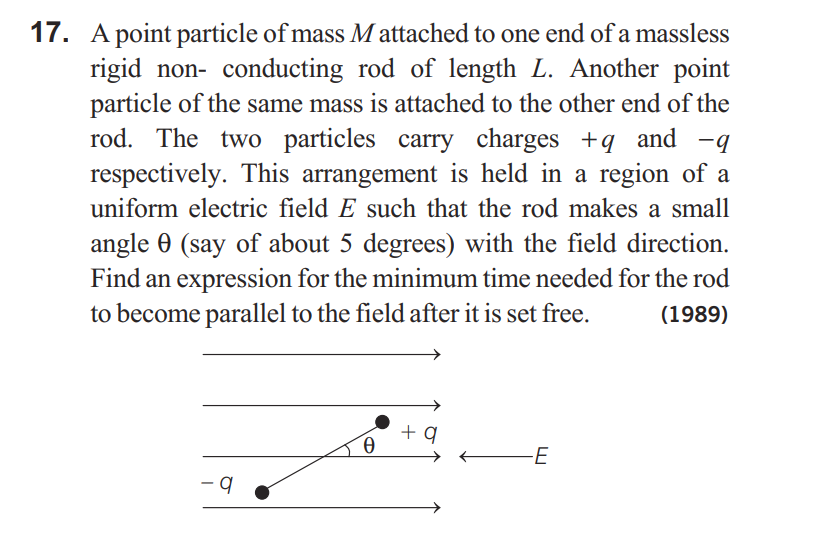 17. A point particle of mass M attached to one end of a massless
rigid non- conducting rod of length L. Another point
particle of the same mass is attached to the other end of the
rod. The two particles carry charges +q and −q
respectively. This arrangement is held in a region of a
uniform electric field E such that the rod makes a small
angle θ (say of about 5 degrees) with the field direction.
Find an expression for the minimum time needed for the rod
to become parallel to the field after it is set free. (1989)
+ q
θ
E
− q